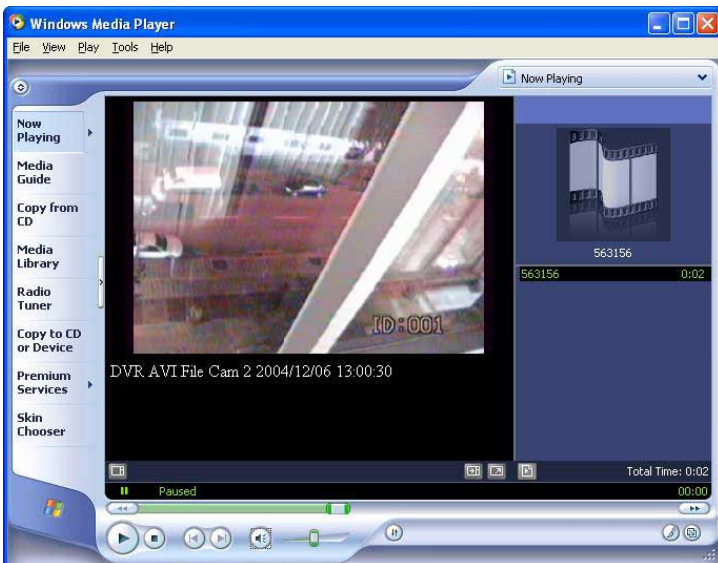 Windows Media Player
File View Play Tools Help
Now Playing
Now
Playing
Media
Guide
Copy from
CD
Media
Library
Radio
Tuner
Copy to CD
or Device
Premium
Services
Skin
Chooser
ID:001
DVR AVI File Cam 2 2004/12/06 13:00:30
563156
563156 0:02
Total Time: 0:02
Paused 00:00